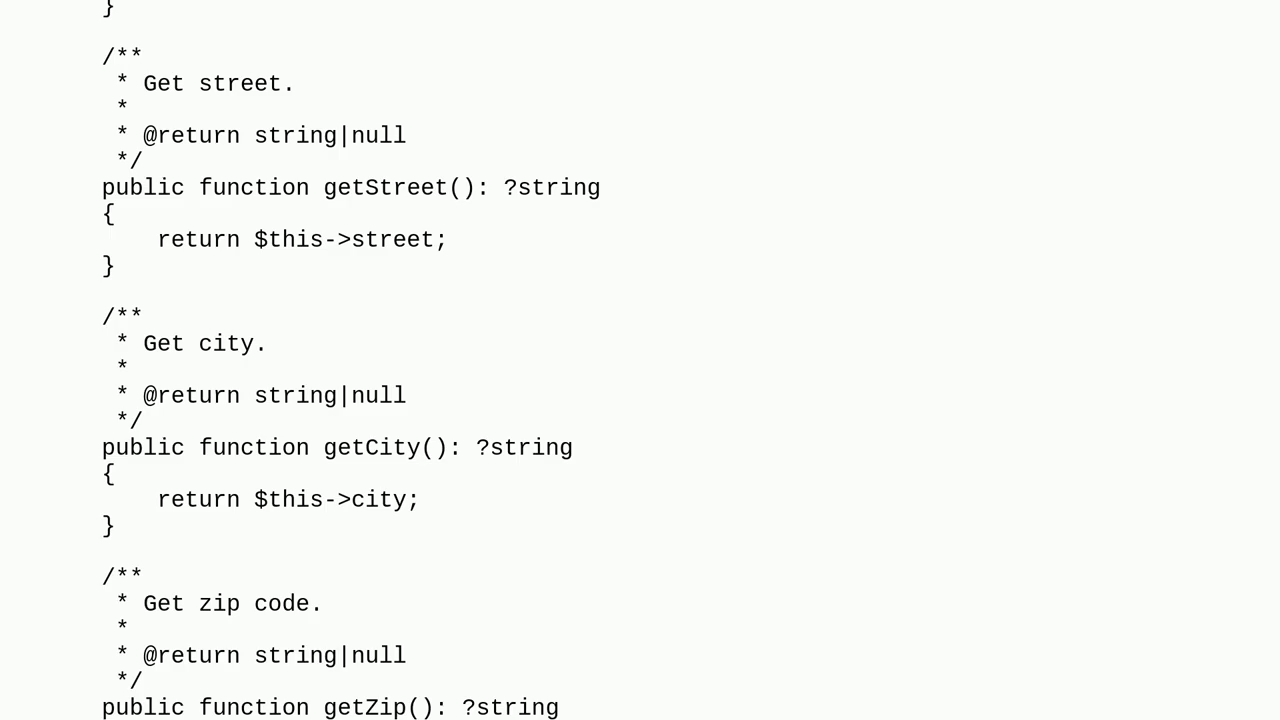 }

/**
 * Get street.
 *
 * @return string|null
 */
public function getStreet(): ?string
{
    return $this->street;
}

/**
 * Get city.
 *
 * @return string|null
 */
public function getCity(): ?string
{
    return $this->city;
}

/**
 * Get zip code.
 *
 * @return string|null
 */
public function getZip(): ?string